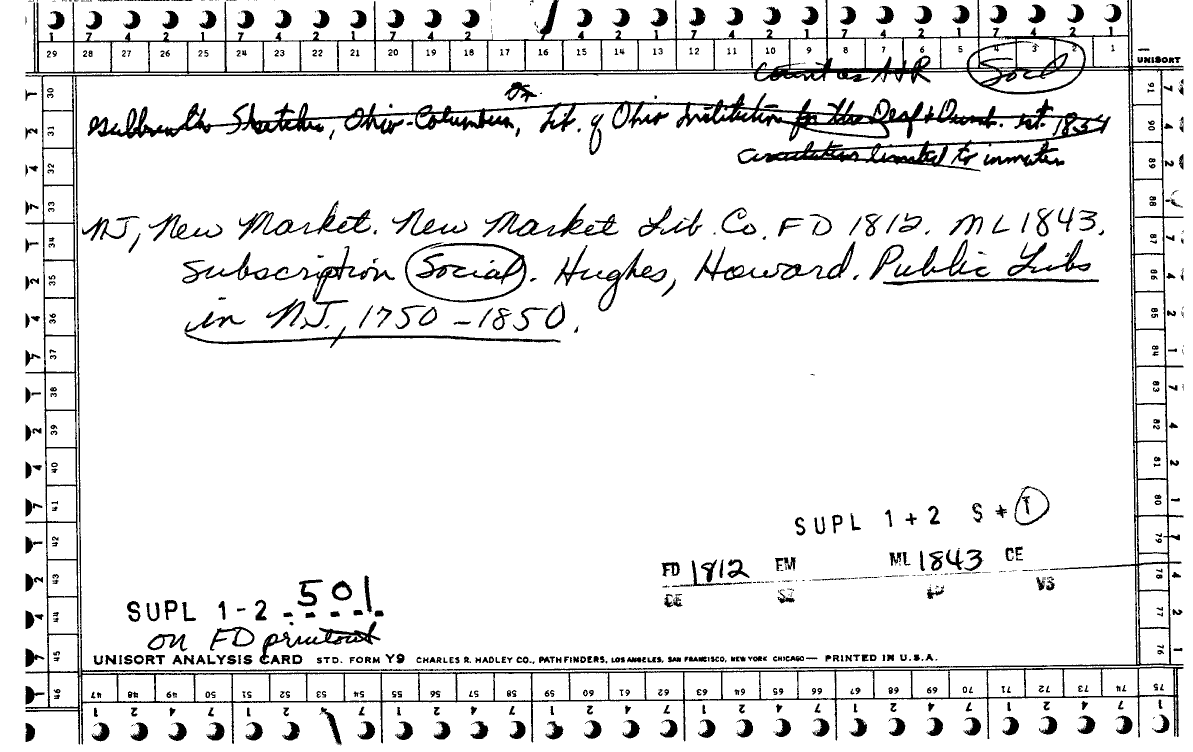 1 7 4 2 1 7 4 2 1 7 4 2 1 7 4 2 1 7 4 2 1 7 4 2 1
29 28 27 26 25 24 23 22 21 20 19 18 17 16 15 14 13 12 11 10 9 8 7 6 5 4 3 2 1
UNISORT
Count as A&R Socl
Sketches, Ohio-Columbus, Lib. of Ohio Institution for the Deaf & Dumb. est. 1834
circulation limited to inmates
NJ, New Market. New Market Lib. Co. FD 1812. ML 1843.
Subscription Social. Hughes, Howard. Public Libs
in NJ., 1750-1850.
SUPL 1+2 S * T
FD 1812 EM ML 1843 CE
DE SZ LD VS
SUPL 1-2 501
on FD printout
UNISORT ANALYSIS CARD STD. FORM Y9 CHARLES R. HADLEY CO., PATHFINDERS, LOS ANGELES, SAN FRANCISCO, NEW YORK CHICAGO— PRINTED IN U.S.A.
30
31
32
33
34
35
36
37
38
39
40
41
42
43
44
45
46
91
90
89
88
87
86
85
84
83
82
81
80
79
78
77
76
47 48 49 50 51 52 53 54 55 56 57 58 59 60 61 62 63 64 65 66 67 68 69 70 71 72 73 74 75